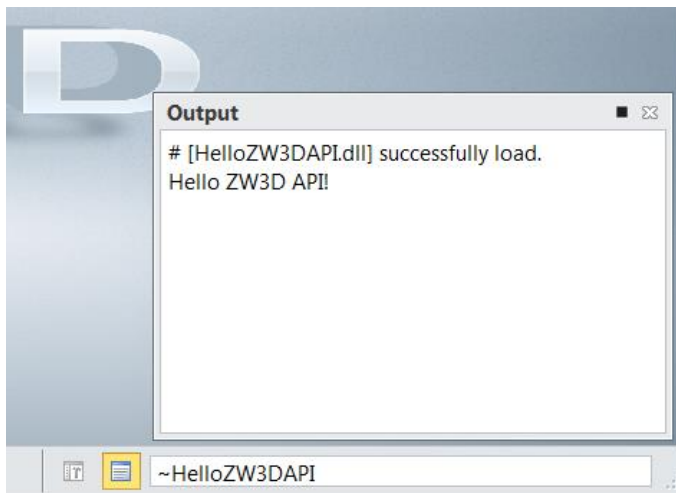 D
Output
# [HelloZW3DAPI.dll] successfully load.
Hello ZW3D API!
~HelloZW3DAPI